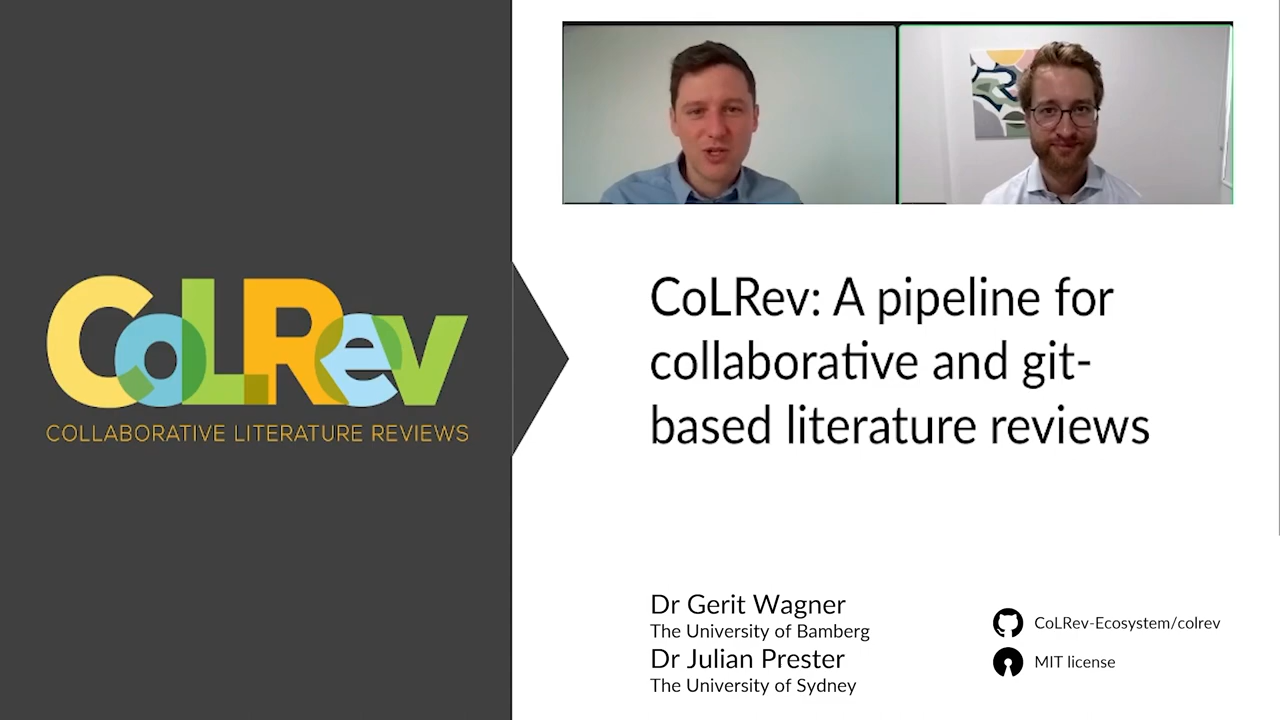 CoLRev
COLLABORATIVE LITERATURE REVIEWS
CoLRev: A pipeline for
collaborative and git-
based literature reviews
Dr Gerit Wagner
The University of Bamberg
Dr Julian Prester
The University of Sydney
CoLRev-Ecosystem/colrev
MIT license